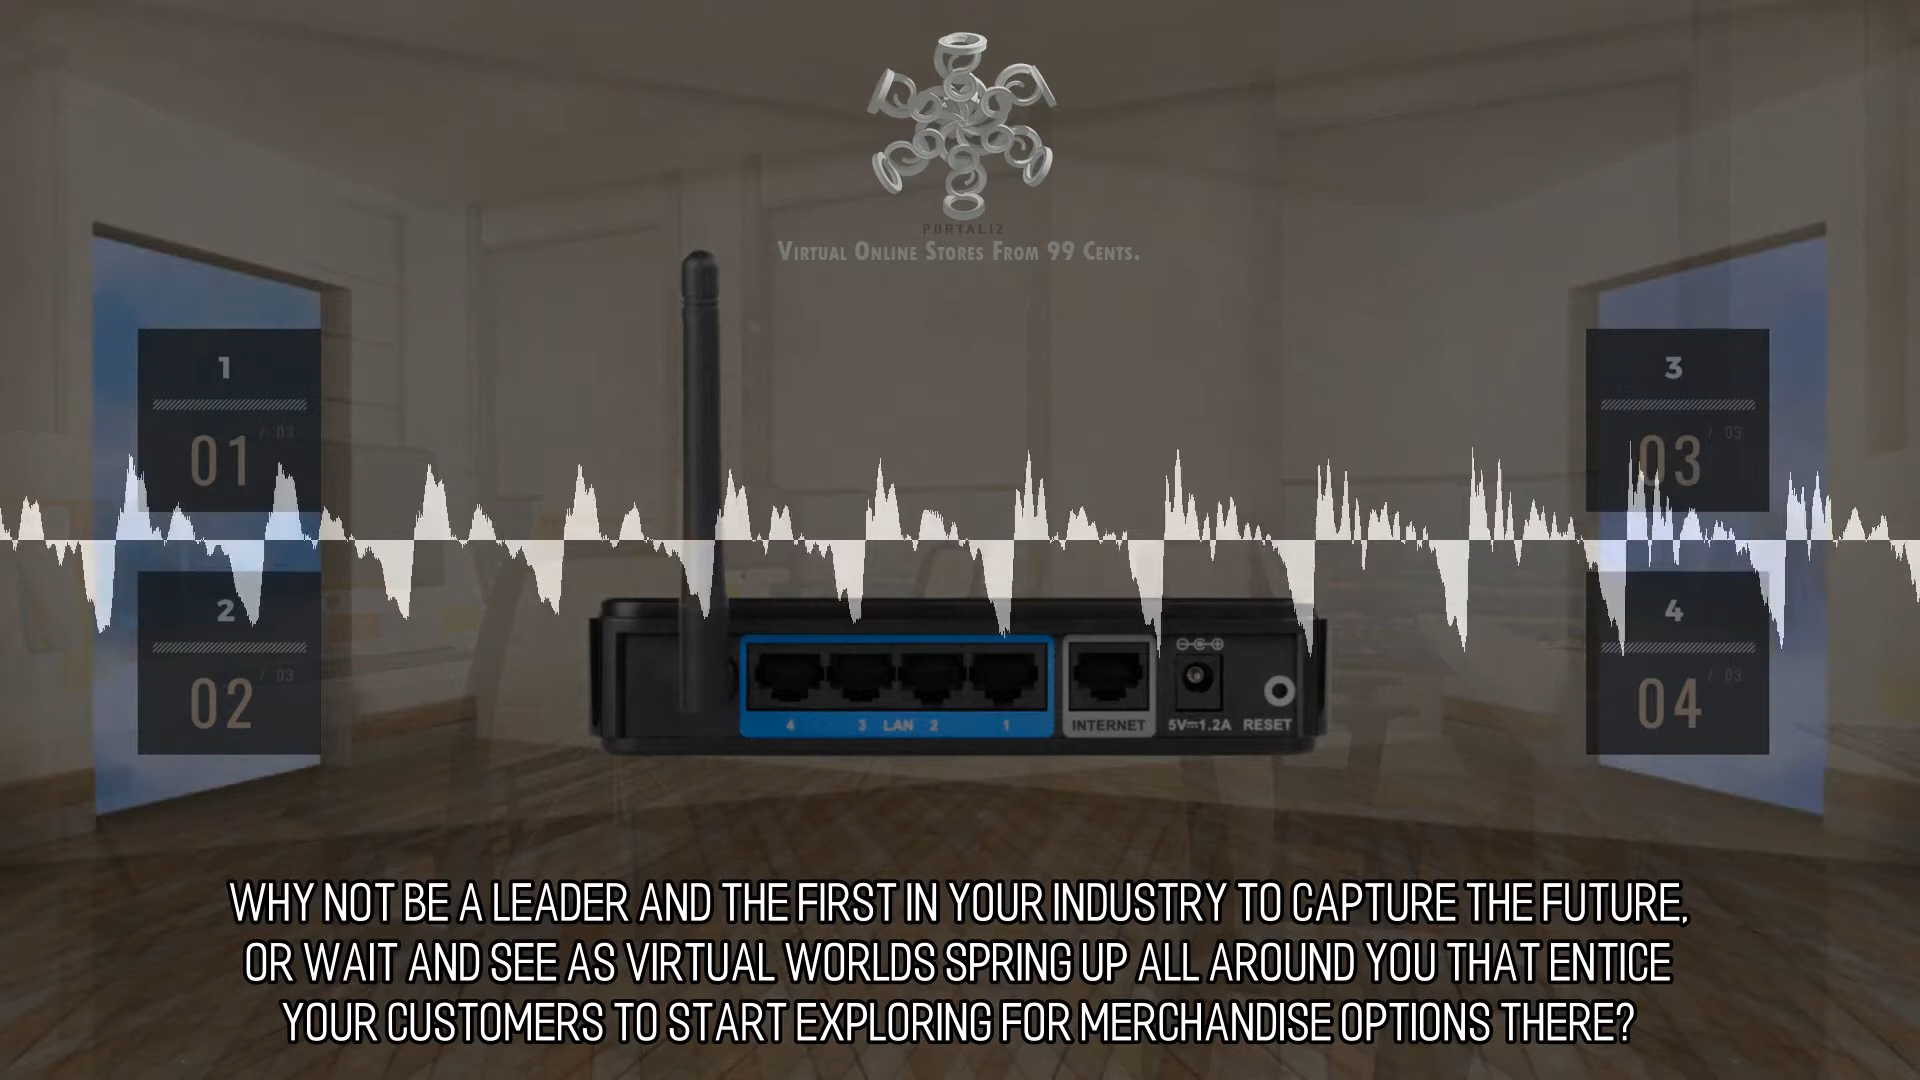 PORTALIZ
VIRTUAL ONLINE STORES FROM 99 CENTS.
1
01 / 03
2
02 / 03
3
03 / 03
4
04 / 03
4 3 LAN 2 1
INTERNET
5V⎓1.2A
RESET
WHY NOT BE A LEADER AND THE FIRST IN YOUR INDUSTRY TO CAPTURE THE FUTURE,
OR WAIT AND SEE AS VIRTUAL WORLDS SPRING UP ALL AROUND YOU THAT ENTICE
YOUR CUSTOMERS TO START EXPLORING FOR MERCHANDISE OPTIONS THERE?